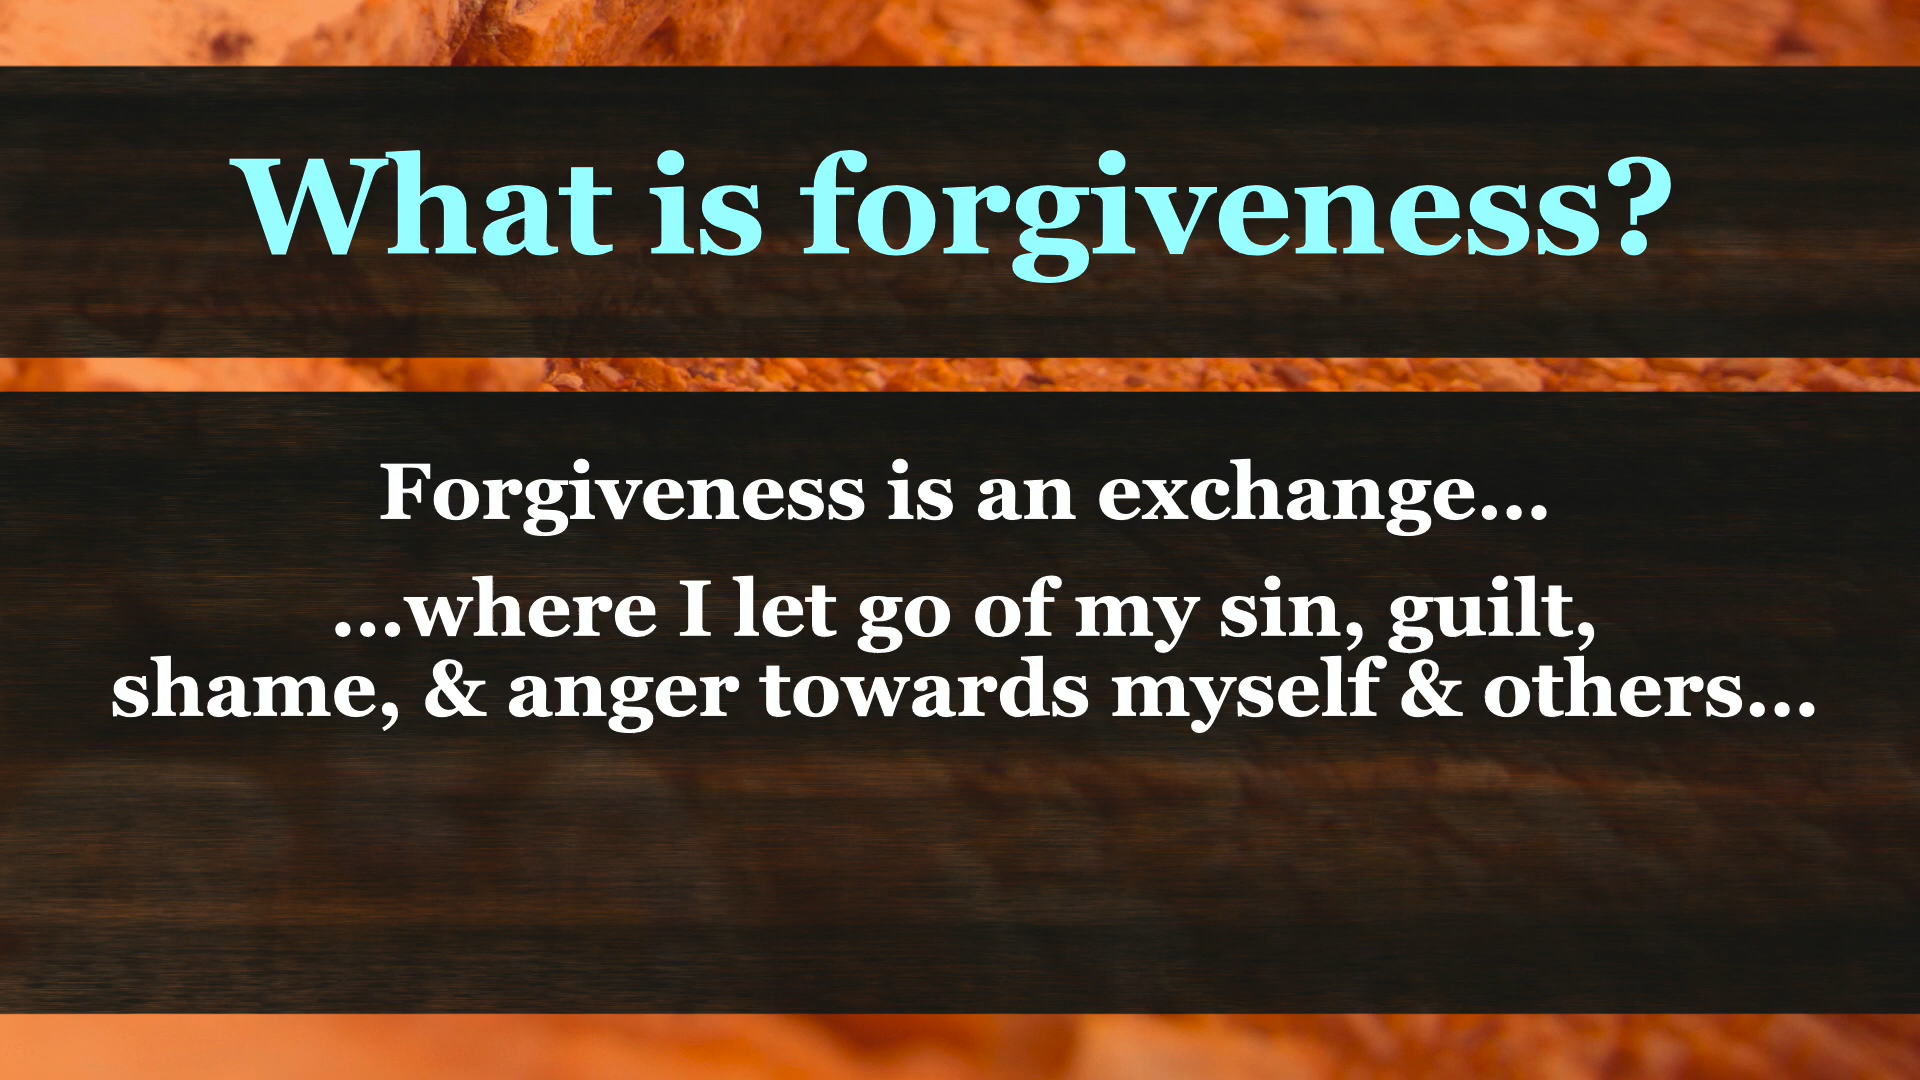 What is forgiveness?
Forgiveness is an exchange...
...where I let go of my sin, guilt,
shame, & anger towards myself & others...